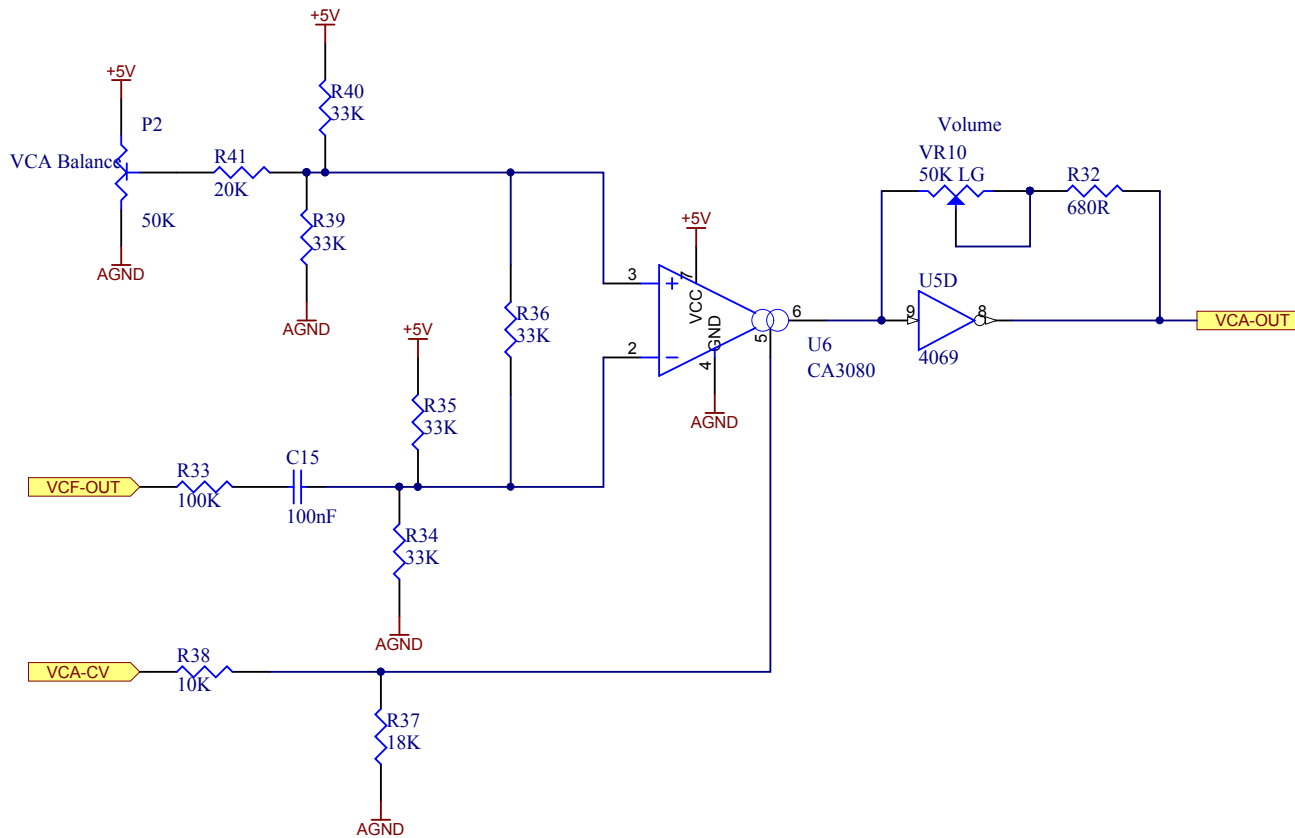 +5V
+5V
R40
33K
P2
VCA Balance
R41
20K
50K
R39
33K
AGND
AGND
Volume
VR10
50K LG
R32
680R
+5V
3
+
7
VCC
R36
33K
+5V
2
−
GND
4
5
6
U6
CA3080
AGND
U5D
9
8
4069
VCA-OUT
R35
33K
VCF-OUT
R33
100K
C15
100nF
R34
33K
AGND
VCA-CV
R38
10K
R37
18K
AGND